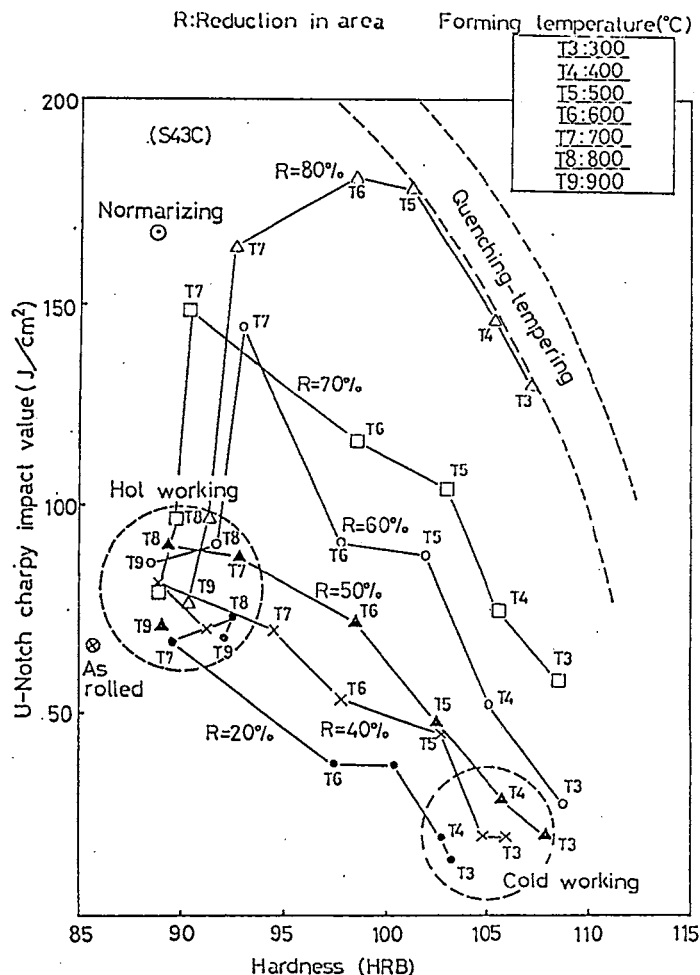 R:Reduction in area
Forming temperature(°C)
T3:300
T4:400
T5:500
T6:600
T7:700
T8:800
T9:900
200
(S43C)
R=80%
T6
T5
Normarizing
T7
Quenching-tempering
T7
150
T7
T4
T3
R=70%
T6
T5
100
Hot working
T8
T8
T8
R=60%
T6
T5
T9
T7
T4
T9
R=50%
T6
T3
T9
T8
T7
T7
T9
As
rolled
T6
T4
50
R=20%
R=40%
T5
T5
T6
T4
T3
T3
T4
T3
T3
Cold working
85
90
95
100
105
110
115
Hardness (HRB)
U-Notch charpy impact value (J/cm²)